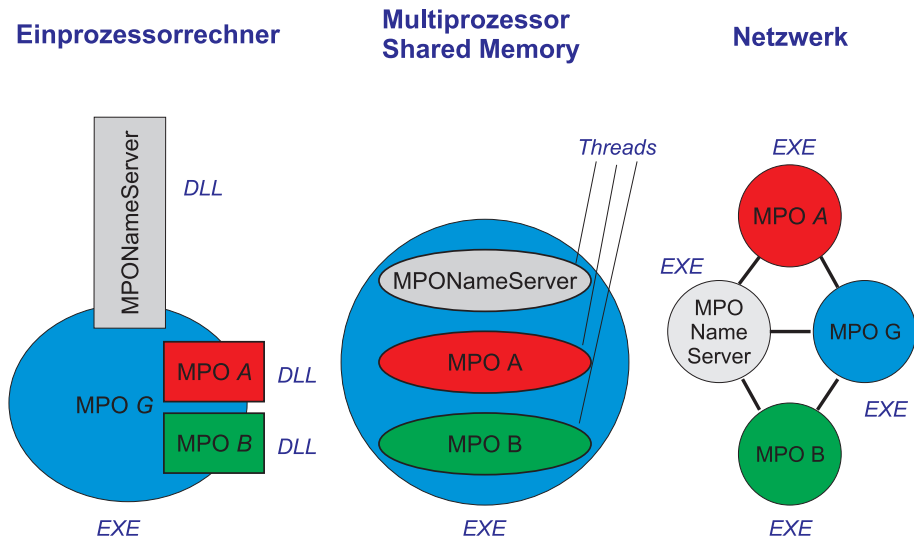 Einprozessorrechner
MPONameServer
DLL
MPO G
MPO A
DLL
MPO B
DLL
EXE
Multiprozessor
Shared Memory
Threads
MPONameServer
MPO A
MPO B
EXE
Netzwerk
EXE
MPO A
EXE
MPO
Name
Server
MPO G
EXE
MPO B
EXE